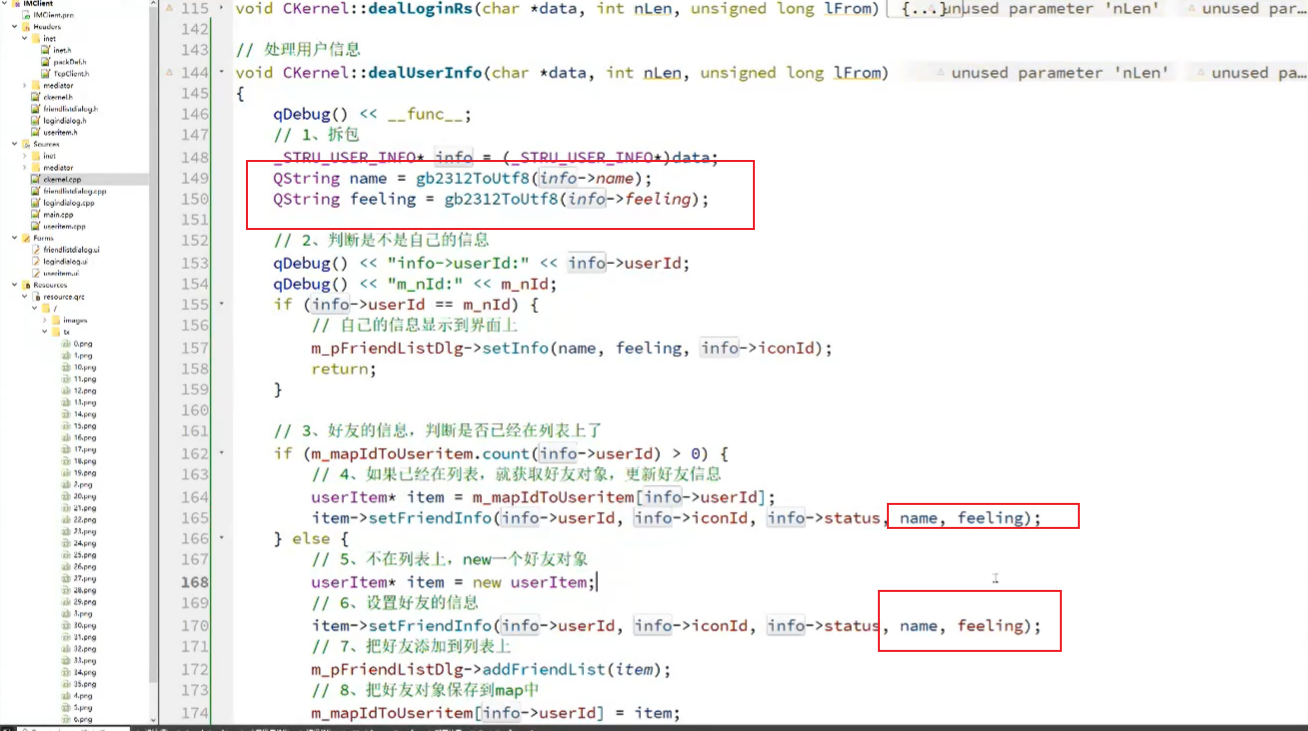 IMClient
IMClient.pro
Headers
inet
inet.h
packDef.h
TcpClient.h
mediator
ckernel.h
friendlistdialog.h
logindialog.h
useritem.h
Sources
inet
mediator
ckernel.cpp
friendlistdialog.cpp
logindialog.cpp
main.cpp
useritem.cpp
Forms
friendlistdialog.ui
logindialog.ui
useritem.ui
Resources
resource.qrc
/
images
tx
0.png
1.png
10.png
11.png
12.png
13.png
14.png
15.png
16.png
17.png
18.png
19.png
2.png
20.png
21.png
22.png
23.png
24.png
25.png
26.png
27.png
28.png
29.png
3.png
30.png
31.png
32.png
33.png
34.png
35.png
4.png
5.png
6.png
115 void CKernel::dealLoginRs(char *data, int nLen, unsigned long lFrom) {...} unused parameter 'nLen' unused par...
142
143 // 处理用户信息
144 void CKernel::dealUserInfo(char *data, int nLen, unsigned long lFrom) unused parameter 'nLen' unused pa...
145 {
146 qDebug() << __func__;
147 // 1、拆包
148 _STRU_USER_INFO* info = (_STRU_USER_INFO*)data;
149 QString name = gb2312ToUtf8(info->name);
150 QString feeling = gb2312ToUtf8(info->feeling);
151
152 // 2、判断是不是自己的信息
153 qDebug() << "info->userId:" << info->userId;
154 qDebug() << "m_nId:" << m_nId;
155 if (info->userId == m_nId) {
156 // 自己的信息显示到界面上
157 m_pFriendListDlg->setInfo(name, feeling, info->iconId);
158 return;
159 }
160
161 // 3、好友的信息，判断是否已经在列表上了
162 if (m_mapIdToUseritem.count(info->userId) > 0) {
163 // 4、如果已经在列表，就获取好友对象，更新好友信息
164 userItem* item = m_mapIdToUseritem[info->userId];
165 item->setFriendInfo(info->userId, info->iconId, info->status, name, feeling);
166 } else {
167 // 5、不在列表上，new一个好友对象
168 userItem* item = new userItem;
169 // 6、设置好友的信息
170 item->setFriendInfo(info->userId, info->iconId, info->status, name, feeling);
171 // 7、把好友添加到列表上
172 m_pFriendListDlg->addFriendList(item);
173 // 8、把好友对象保存到map中
174 m_mapIdToUseritem[info->userId] = item;